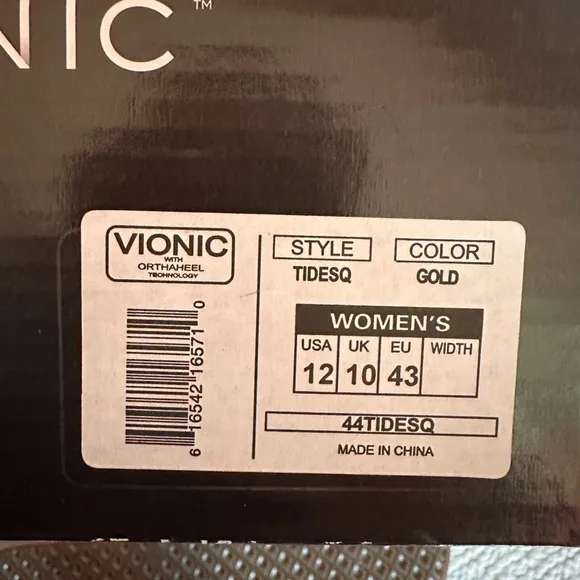 NIC™
VIONIC
WITH
ORTHAHEEL
TECHNOLOGY
6 16542 16571 0
STYLE COLOR
TIDESQ GOLD
WOMEN'S
USA UK EU WIDTH
12 10 43
44TIDESQ
MADE IN CHINA